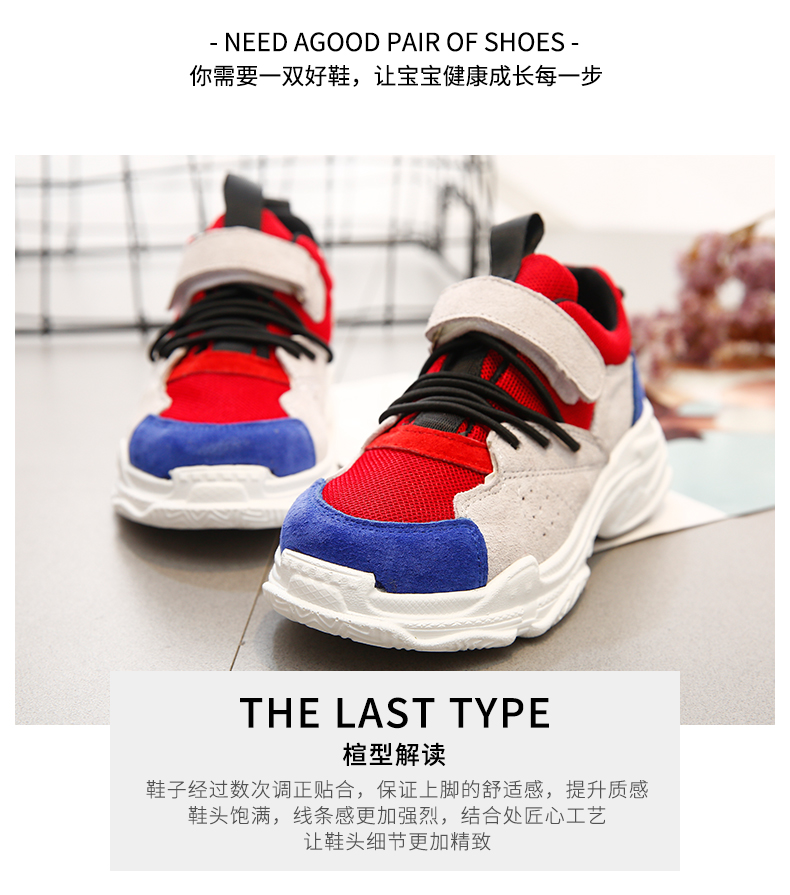 - NEED AGOOD PAIR OF SHOES -
你需要一双好鞋，让宝宝健康成长每一步
THE LAST TYPE
楦型解读
鞋子经过数次调正贴合，保证上脚的舒适感，提升质感
鞋头饱满，线条感更加强烈，结合处匠心工艺
让鞋头细节更加精致